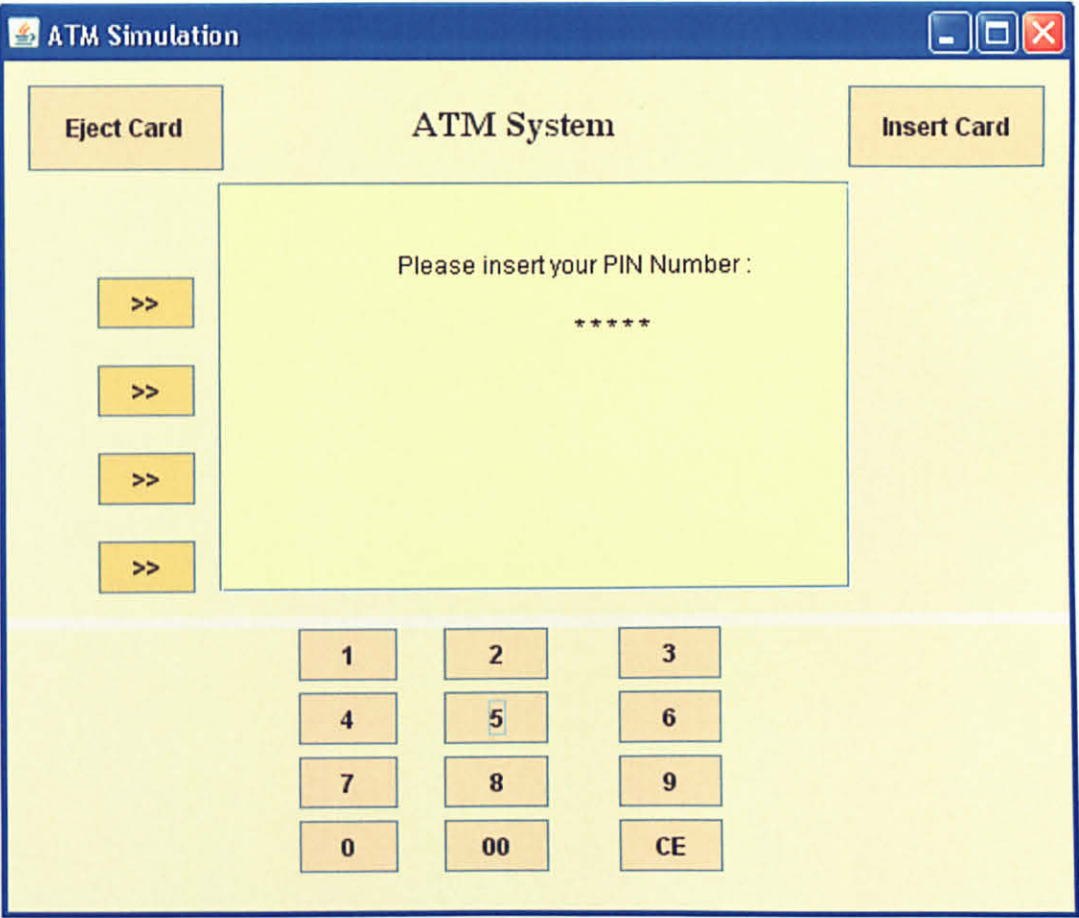 ATM Simulation
Eject Card
ATM System
Insert Card
Please insert your PIN Number :
*****
>>
>>
>>
>>
1 2 3
4 5 6
7 8 9
0 00 CE